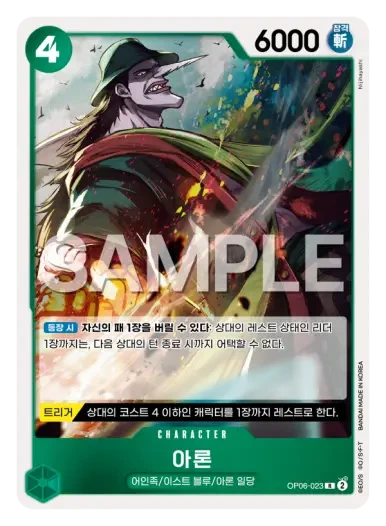 4
6000
참격
斬
hiinayashi
SAMPLE
등장 시 자신의 패 1장을 버릴 수 있다: 상대의 레스트 상태인 리더
1장까지는, 다음 상대의 턴 종료 시까지 어택할 수 없다.
트리거 상대의 코스트 4 이하인 캐릭터를 1장까지 레스트로 한다.
CHARACTER
아론
어인족/이스트 블루/아론 일당
OP06-023 R 2
©E.O/S ©O/S·F·T BANDAI MADE IN KOREA